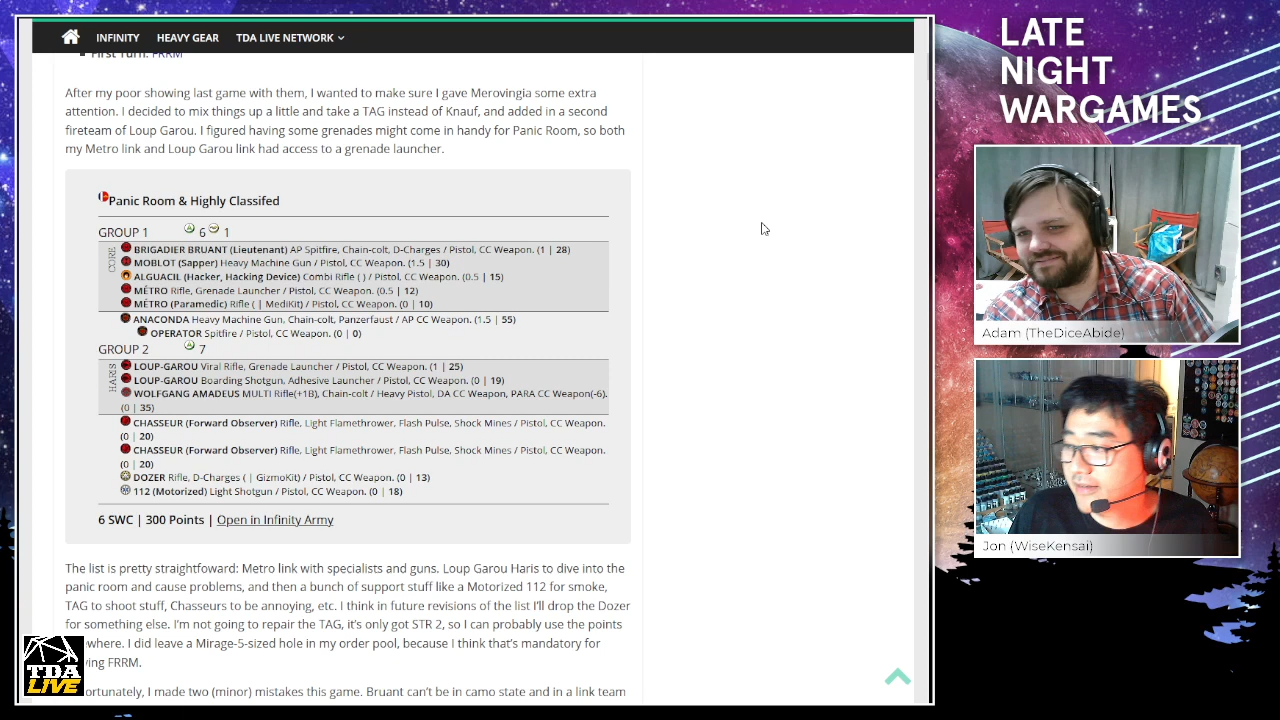 INFINITY HEAVY GEAR TDA LIVE NETWORK
First Turn: FRRM
After my poor showing last game with them, I wanted to make sure I gave Merovingia some extra
attention. I decided to mix things up a little and take a TAG instead of Knauf, and added in a second
fireteam of Loup Garou. I figured having some grenades might come in handy for Panic Room, so both
my Metro link and Loup Garou link had access to a grenade launcher.
Panic Room & Highly Classifed
GROUP 1 6 1
CORE
BRIGADIER BRUANT (Lieutenant) AP Spitfire, Chain-colt, D-Charges / Pistol, CC Weapon. (1 | 28)
MOBLOT (Sapper) Heavy Machine Gun / Pistol, CC Weapon. (1.5 | 30)
ALGUACIL (Hacker, Hacking Device) Combi Rifle ( ) / Pistol, CC Weapon. (0.5 | 15)
MÉTRO Rifle, Grenade Launcher / Pistol, CC Weapon. (0.5 | 12)
MÉTRO (Paramedic) Rifle ( | MediKit) / Pistol, CC Weapon. (0 | 10)
ANACONDA Heavy Machine Gun, Chain-colt, Panzerfaust / AP CC Weapon. (1.5 | 55)
OPERATOR Spitfire / Pistol, CC Weapon. (0 | 0)
GROUP 2 7
HARIS
LOUP-GAROU Viral Rifle, Grenade Launcher / Pistol, CC Weapon. (1 | 25)
LOUP-GAROU Boarding Shotgun, Adhesive Launcher / Pistol, CC Weapon. (0 | 19)
WOLFGANG AMADEUS MULTI Rifle(+1B), Chain-colt / Heavy Pistol, DA CC Weapon, PARA CC Weapon(-6).
(0 | 35)
CHASSEUR (Forward Observer) Rifle, Light Flamethrower, Flash Pulse, Shock Mines / Pistol, CC Weapon.
(0 | 20)
CHASSEUR (Forward Observer) Rifle, Light Flamethrower, Flash Pulse, Shock Mines / Pistol, CC Weapon.
(0 | 20)
DOZER Rifle, D-Charges ( | GizmoKit) / Pistol, CC Weapon. (0 | 13)
112 (Motorized) Light Shotgun / Pistol, CC Weapon. (0 | 18)
6 SWC | 300 Points | Open in Infinity Army
The list is pretty straightfoward: Metro link with specialists and guns. Loup Garou Haris to dive into the
panic room and cause problems, and then a bunch of support stuff like a Motorized 112 for smoke,
TAG to shoot stuff, Chasseurs to be annoying, etc. I think in future revisions of the list I'll drop the Dozer
for something else. I'm not going to repair the TAG, it's only got STR 2, so I can probably use the points
where. I did leave a Mirage-5-sized hole in my order pool, because I think that's mandatory for
ing FRRM.
ortunately, I made two (minor) mistakes this game. Bruant can't be in camo state and in a link team
TDA
LIVE
LATE
NIGHT
WARGAMES
Adam (TheDiceAbide)
Jon (WiseKensai)